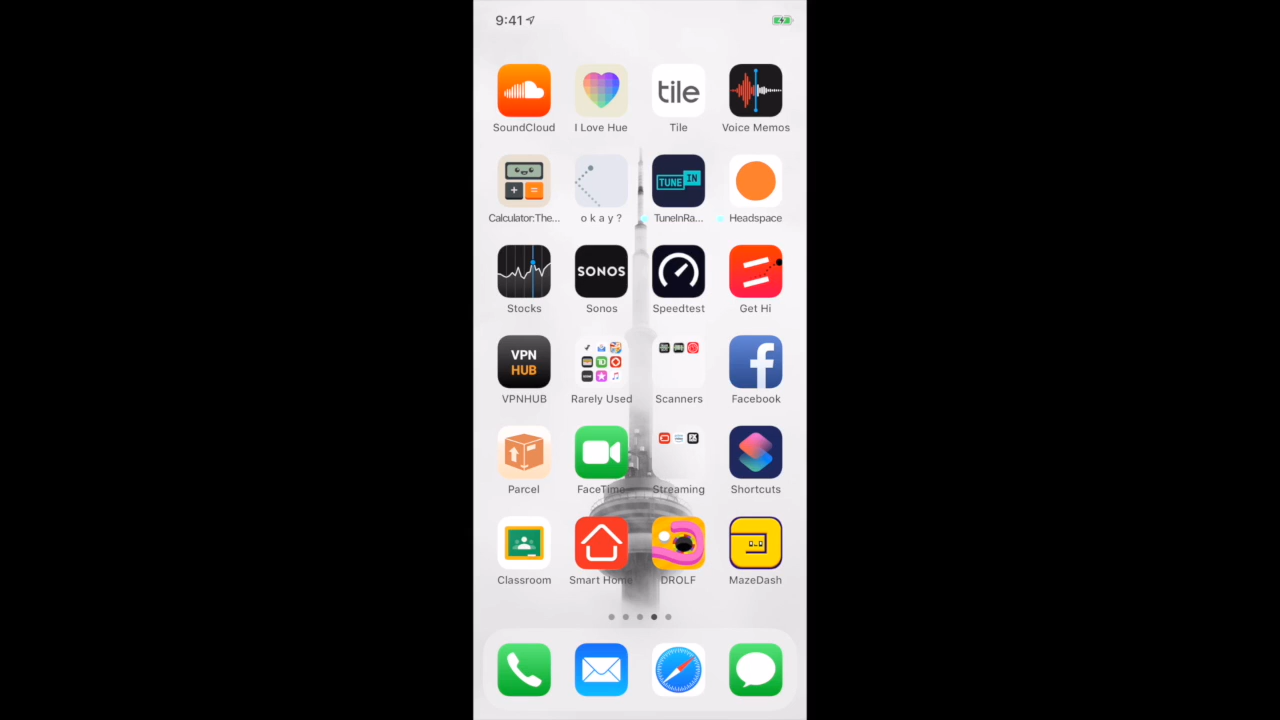 9:41
tile
SoundCloud
I Love Hue
Tile
Voice Memos
TUNE IN
Calculator:The...
o k a y ?
TuneInRa...
Headspace
SONOS
Stocks
Sonos
Speedtest
Get Hi
VPN
HUB
VPNHUB
Rarely Used
Scanners
Facebook
Parcel
FaceTime
Streaming
Shortcuts
Classroom
Smart Home
DROLF
MazeDash